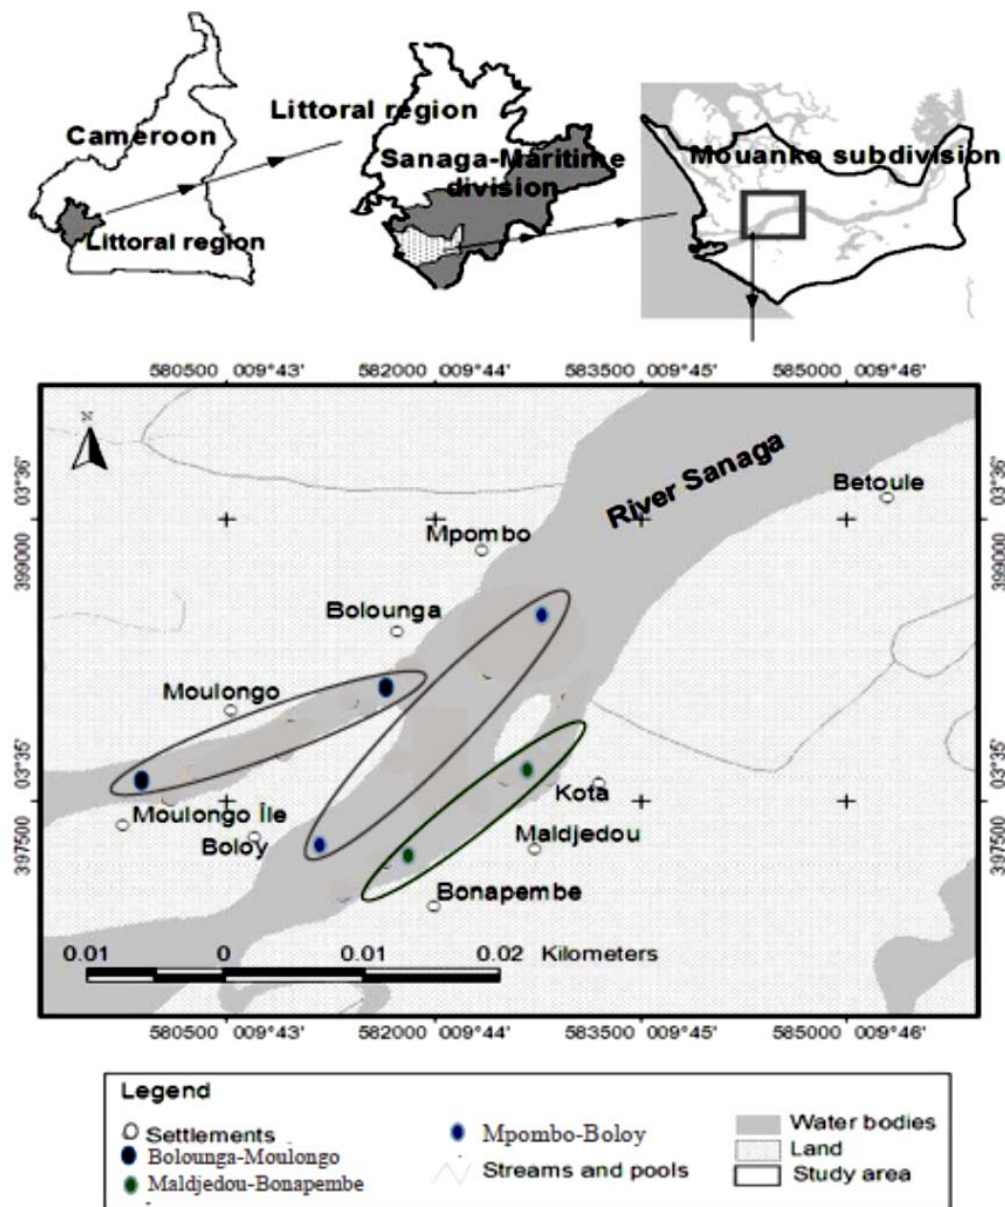 Cameroon
Littoral region
Littoral region
Sanaga-Maritime
division
Mouanko subdivision
580500 009°43'
582000 009°44'
583500 009°45'
585000 009°46'
03°36'
399000
03°35'
397500
N
River Sanaga
Betoule
Mpombo
Bolounga
Moulongo
Moulongo Île
Boloy
Kota
Maldjedou
Bonapembe
0.01 0 0.01 0.02 Kilometers
03°36'
399000
03°35'
397500
580500 009°43'
582000 009°44'
583500 009°45'
585000 009°46'
Legend
Settlements
Bolounga-Moulongo
Maldjedou-Bonapembe
Mpombo-Boloy
Streams and pools
Water bodies
Land
Study area